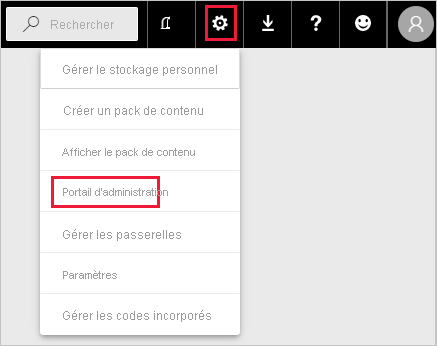 Rechercher
Gérer le stockage personnel
Créer un pack de contenu
Afficher le pack de contenu
Portail d'administration
Gérer les passerelles
Paramètres
Gérer les codes incorporés